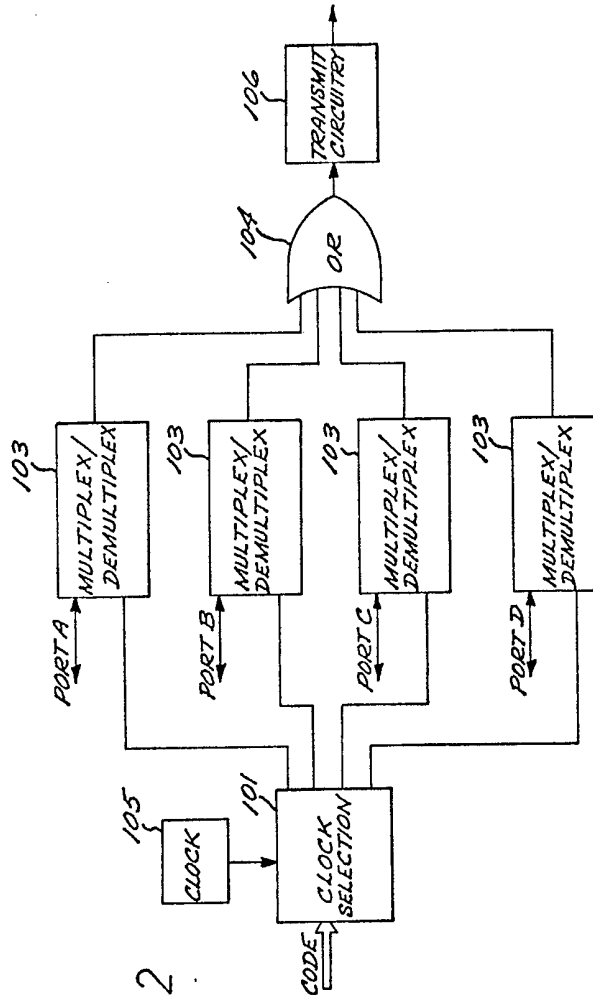 2
CODE
105
CLOCK
101
CLOCK
SELECTION
PORT A
103
MULTIPLEX/
DEMULTIPLEX
PORT B
103
MULTIPLEX/
DEMULTIPLEX
PORT C
103
MULTIPLEX/
DEMULTIPLEX
PORT D
103
MULTIPLEX/
DEMULTIPLEX
104
OR
106
TRANSMIT
CIRCUITRY